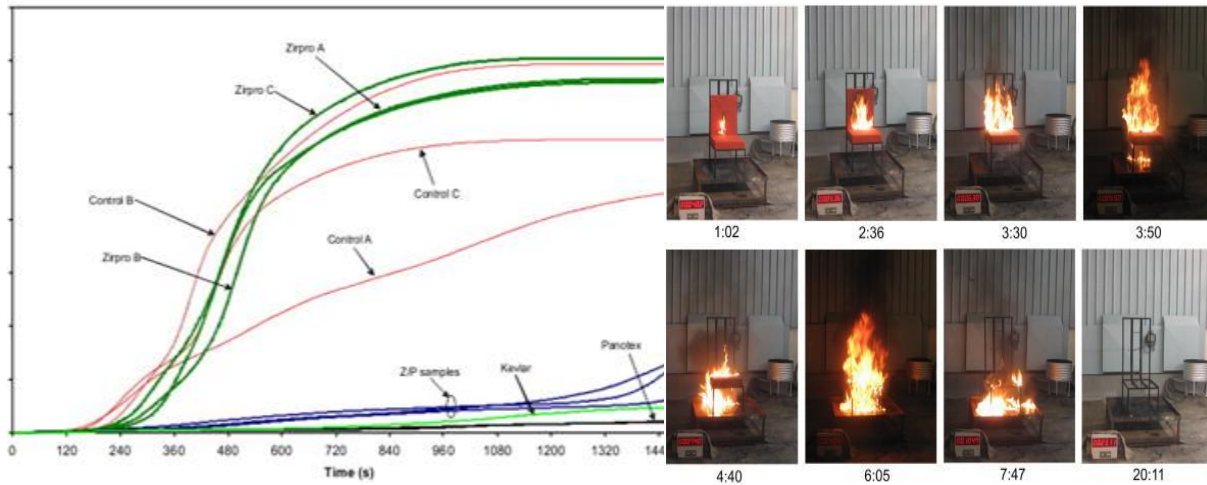 Zirpro A
Zirpro C
Control B
Control C
Zirpro B
Control A
Z/P samples
Kevlar
Panotex
0 120 240 360 480 600 720 840 960 1080 1200 1320
Time (s)
1:02
2:36
3:30
3:50
4:40
6:05
7:47
20:11